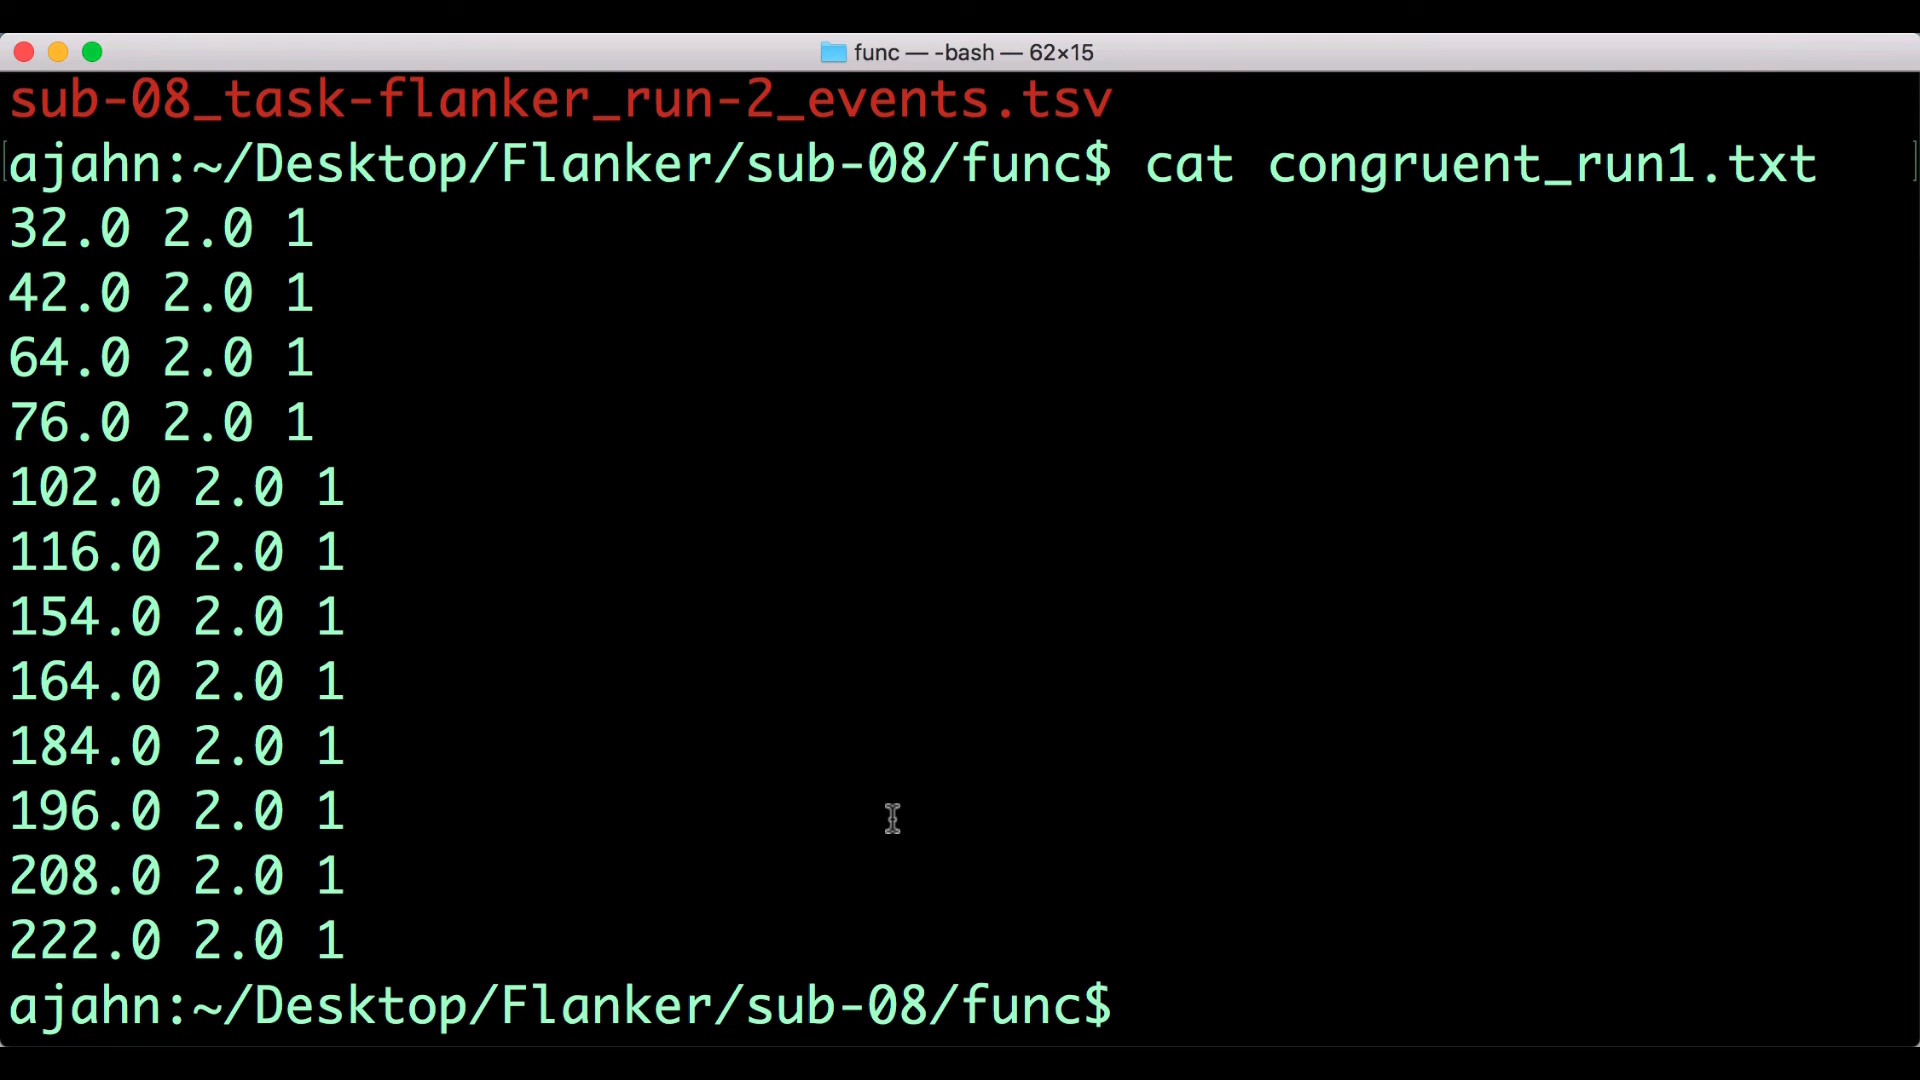 func — -bash — 62×15
sub-08_task-flanker_run-2_events.tsv
ajahn:~/Desktop/Flanker/sub-08/func$ cat congruent_run1.txt
32.0 2.0 1
42.0 2.0 1
64.0 2.0 1
76.0 2.0 1
102.0 2.0 1
116.0 2.0 1
154.0 2.0 1
164.0 2.0 1
184.0 2.0 1
196.0 2.0 1
208.0 2.0 1
222.0 2.0 1
ajahn:~/Desktop/Flanker/sub-08/func$